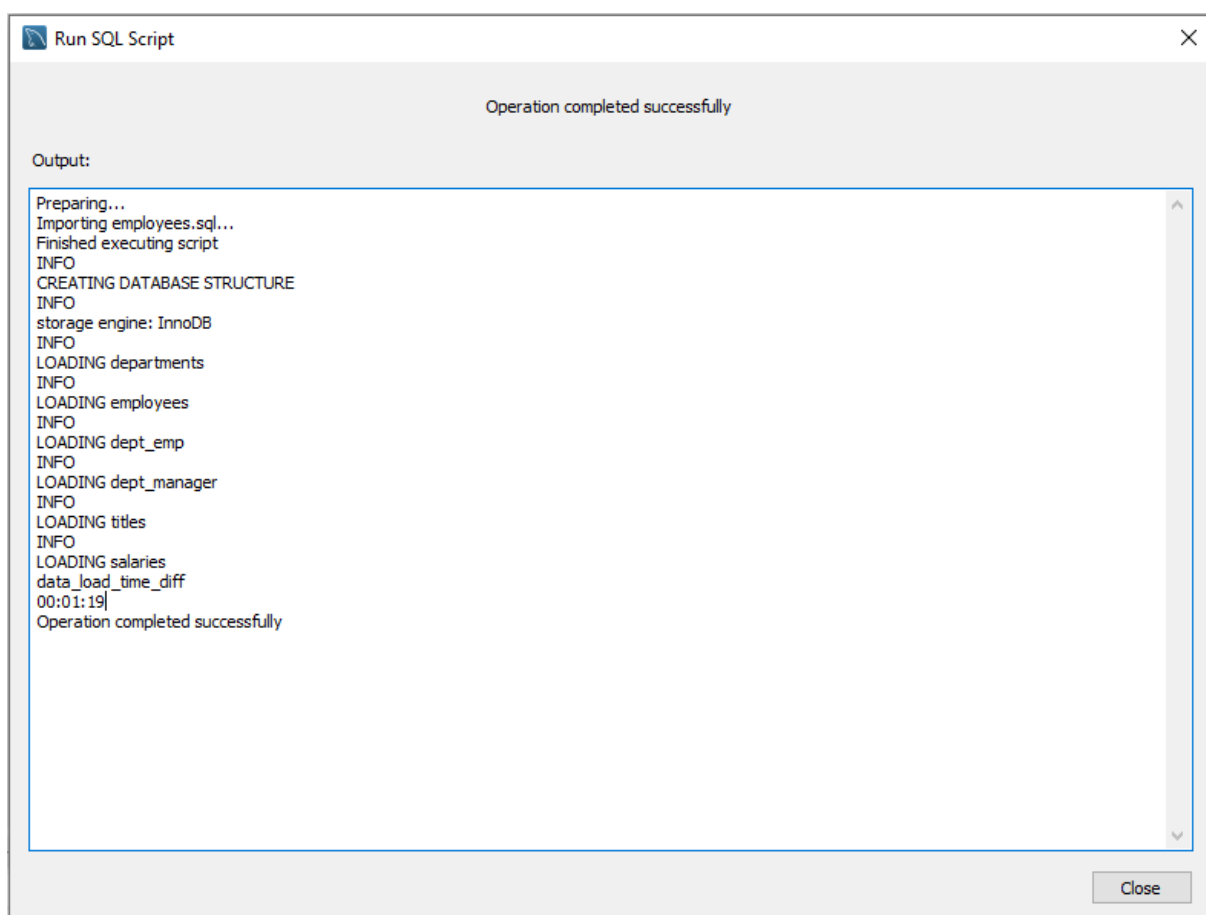 Run SQL Script
Operation completed successfully
Output:
Preparing...
Importing employees.sql...
Finished executing script
INFO
CREATING DATABASE STRUCTURE
INFO
storage engine: InnoDB
INFO
LOADING departments
INFO
LOADING employees
INFO
LOADING dept_emp
INFO
LOADING dept_manager
INFO
LOADING titles
INFO
LOADING salaries
data_load_time_diff
00:01:19
Operation completed successfully
Close